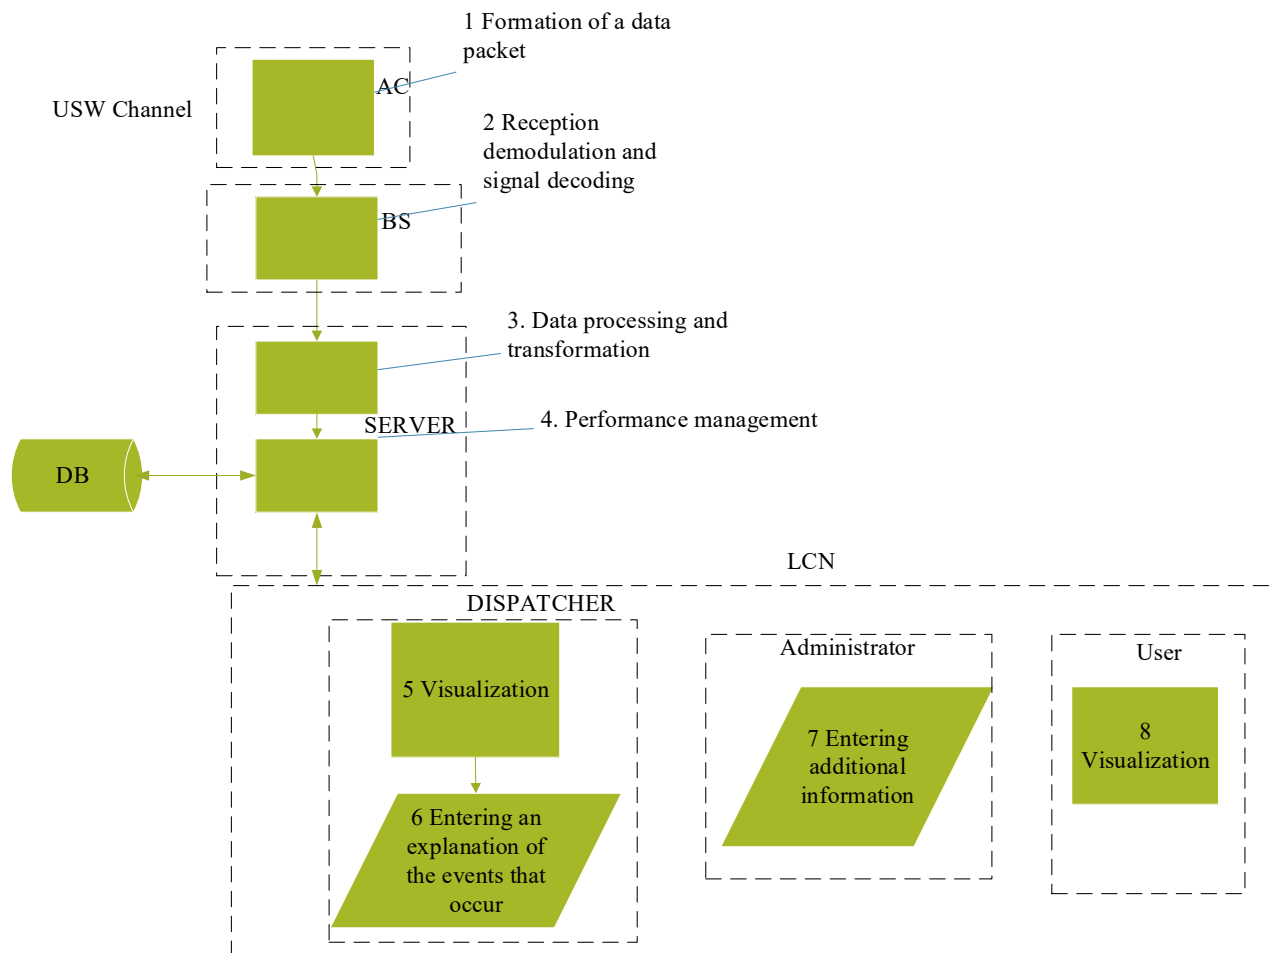 1 Formation of a data
packet
AC
USW Channel
2 Reception
demodulation and
signal decoding
BS
3. Data processing and
transformation
SERVER
4. Performance management
DB
LCN
DISPATCHER
5 Visualization
6 Entering an
explanation of
the events that
occur
Administrator
7 Entering
additional
information
User
8
Visualization